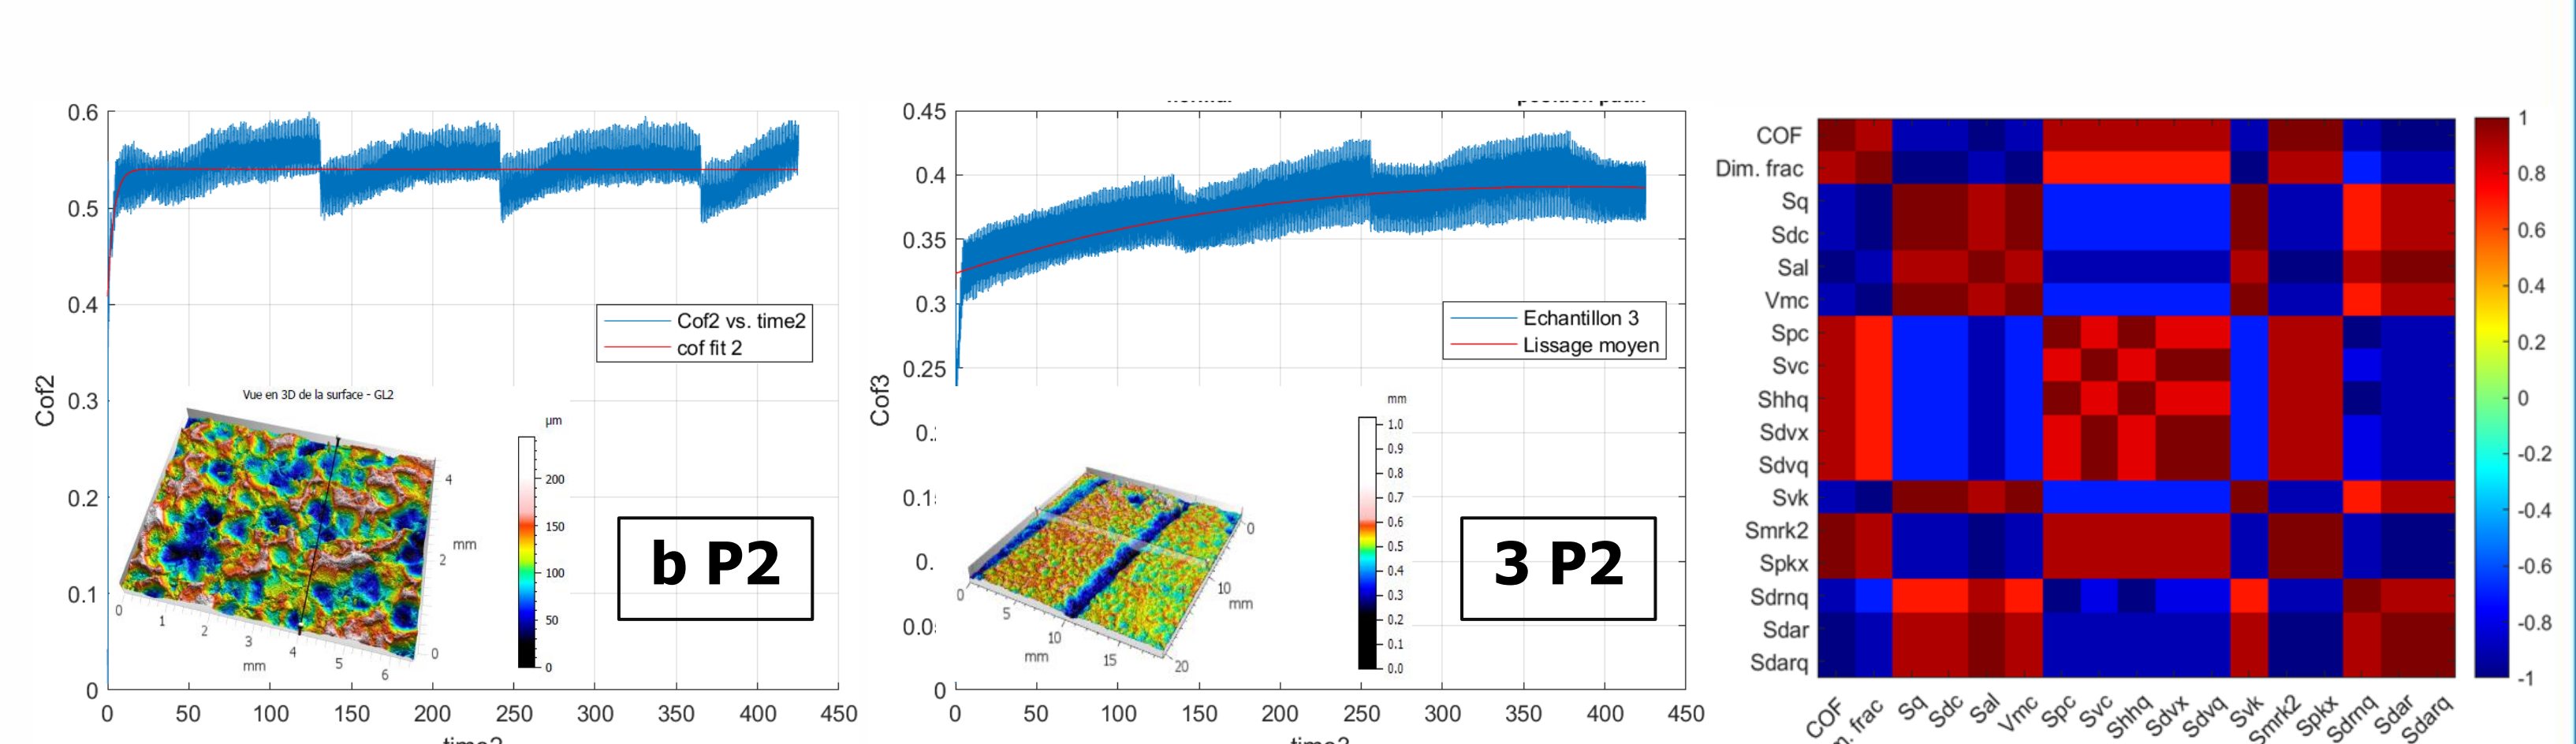 0.6
0.5
0.4
0.3
0.2
0.1
0
Cof2
Cof2 vs. time2
cof fit 2
Vue en 3D de la surface - GL2
µm
200
150
100
50
0
4
mm
2
0
0
1
2
3
4
5
6
mm
b P2
0 50 100 150 200 250 300 350 400 450
0.45
0.4
0.35
0.3
0.25
0
Cof3
Echantillon 3
Lissage moyen
mm
1.0
0.9
0.8
0.7
0.6
0.5
0.4
0.3
0.2
0.1
0.0
0
10
mm
20
0
5
10
15
mm
3 P2
0 50 100 150 200 250 300 350 400 450
COF
Dim. frac
Sq
Sdc
Sal
Vmc
Spc
Svc
Shhq
Sdvx
Sdvq
Svk
Smrk2
Spkx
Sdrnq
Sdar
Sdarq
COF
frac
Sq
Sdc
Sal
Vmc
Spc
Svc
Shhq
Sdvx
Sdvq
Svk
Smrk2
Spkx
Sdrnq
Sdar
Sdarq
1
0.8
0.6
0.4
0.2
0
-0.2
-0.4
-0.6
-0.8
-1